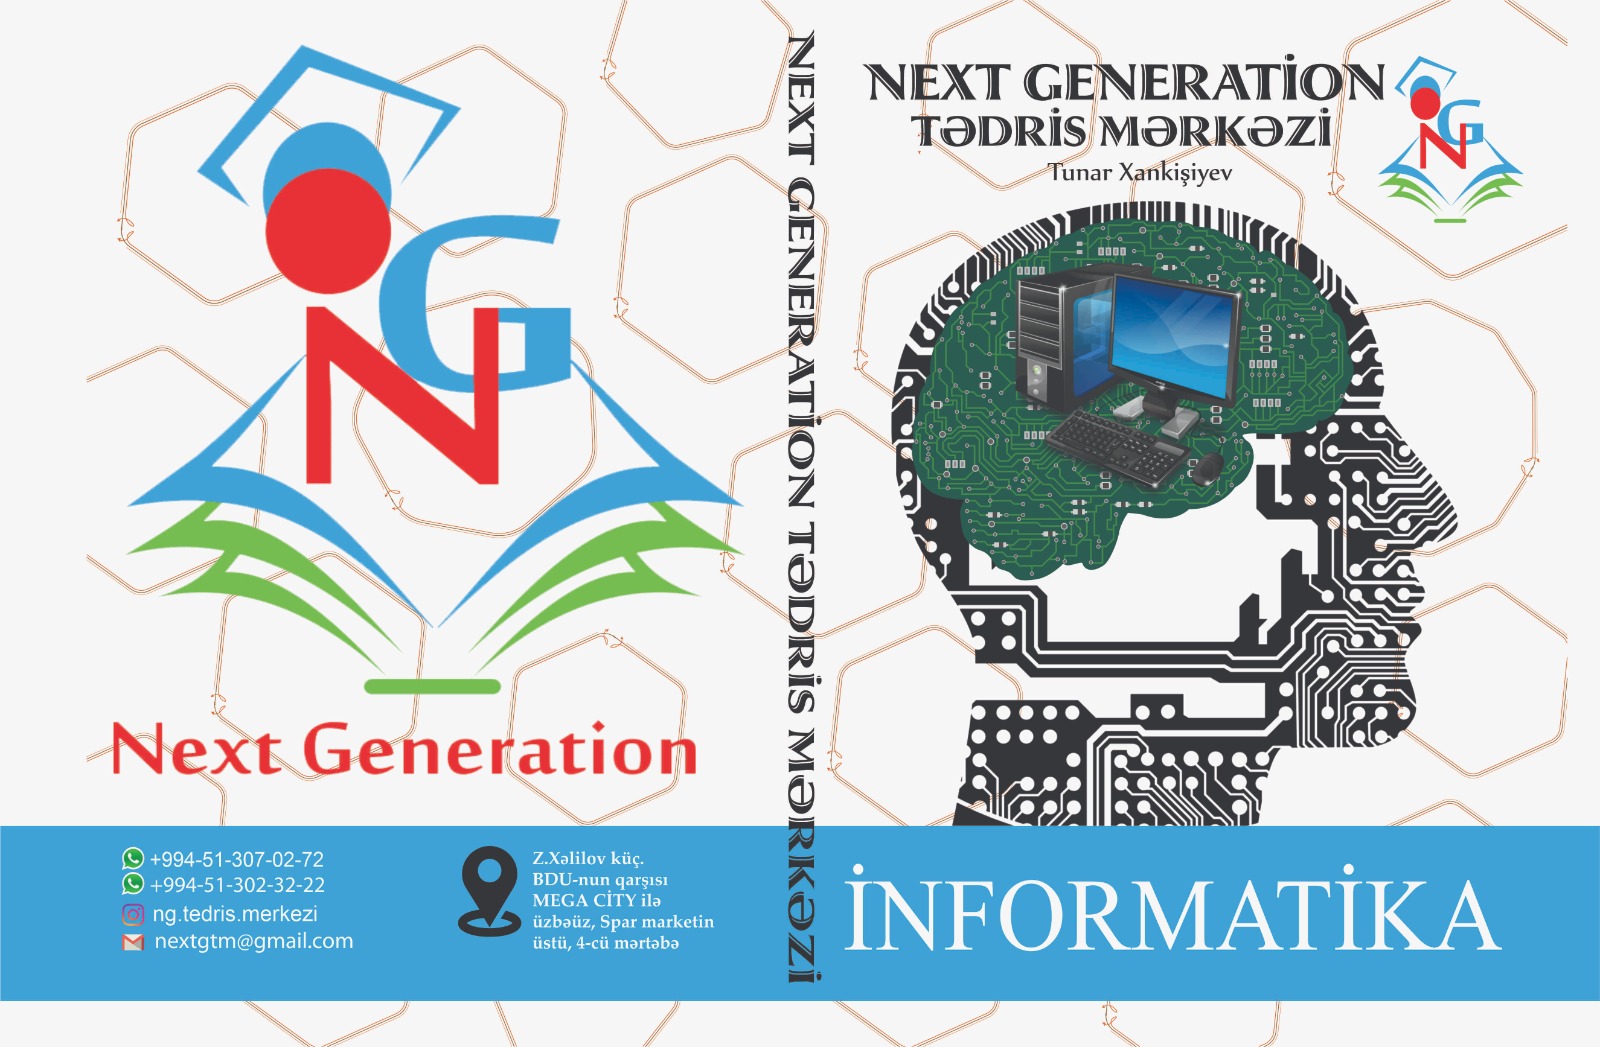 NG
Next Generation
+994-51-307-02-72
+994-51-302-32-22
ng.tedris.merkezi
nextgtm@gmail.com
Z.Xəlilov küç.
BDU-nun qarşısı
MEGA CİTY ilə
üzbəüz, Spar marketin
üstü, 4-cü mərtəbə
NEXT GENERATİON TƏDRİS MƏRKƏZİ
NEXT GENERATİON
TƏDRİS MƏRKƏZİ
Tunar Xankişiyev
NG
İNFORMATİKA